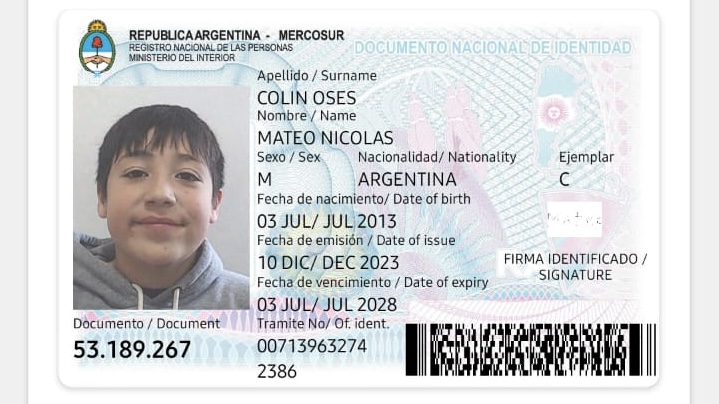 REPUBLICA ARGENTINA - MERCOSUR
REGISTRO NACIONAL DE LAS PERSONAS
MINISTERIO DEL INTERIOR
DOCUMENTO NACIONAL DE IDENTIDAD
Apellido / Surname
COLIN OSES
Nombre / Name
MATEO NICOLAS
Sexo / Sex Nacionalidad/ Nationality Ejemplar
M ARGENTINA C
Fecha de nacimiento/ Date of birth
03 JUL/ JUL 2013
Fecha de emisión / Date of issue
10 DIC/ DEC 2023
FIRMA IDENTIFICADO /
SIGNATURE
Fecha de vencimiento / Date of expiry
03 JUL/ JUL 2028
Documento / Document
53.189.267
Tramite No/ Of. ident.
00713963274
2386